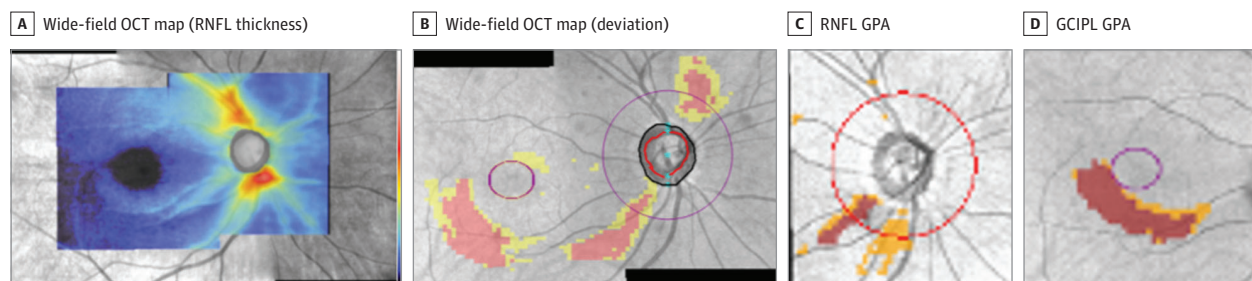 A Wide-field OCT map (RNFL thickness)
B Wide-field OCT map (deviation)
C RNFL GPA
D GCIPL GPA